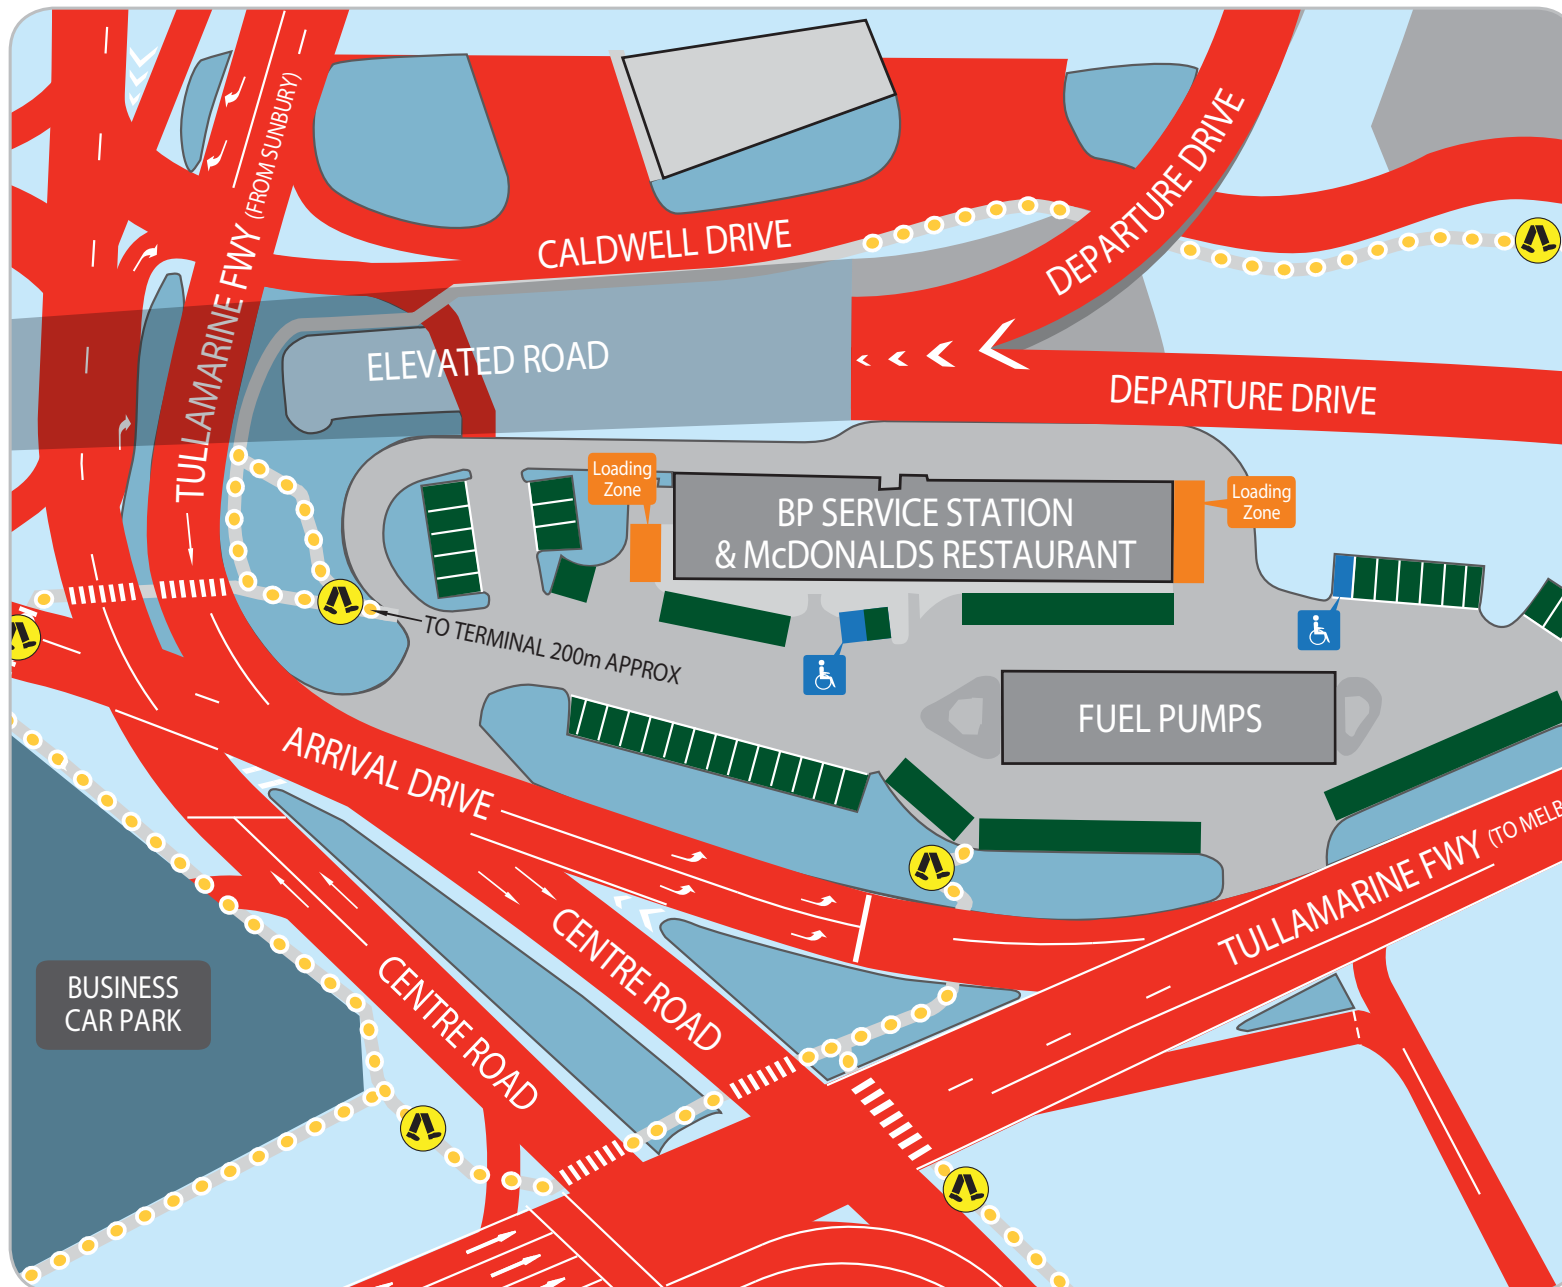 TULLAMARINE FWY (FROM SUNBURY)
CALDWELL DRIVE
DEPARTURE DRIVE
ELEVATED ROAD
DEPARTURE DRIVE
Loading
Zone
BP SERVICE STATION
& McDONALDS RESTAURANT
Loading
Zone
TO TERMINAL 200m APPROX
FUEL PUMPS
ARRIVAL DRIVE
TULLAMARINE FWY (TO MELB
CENTRE ROAD
CENTRE ROAD
BUSINESS
CAR PARK